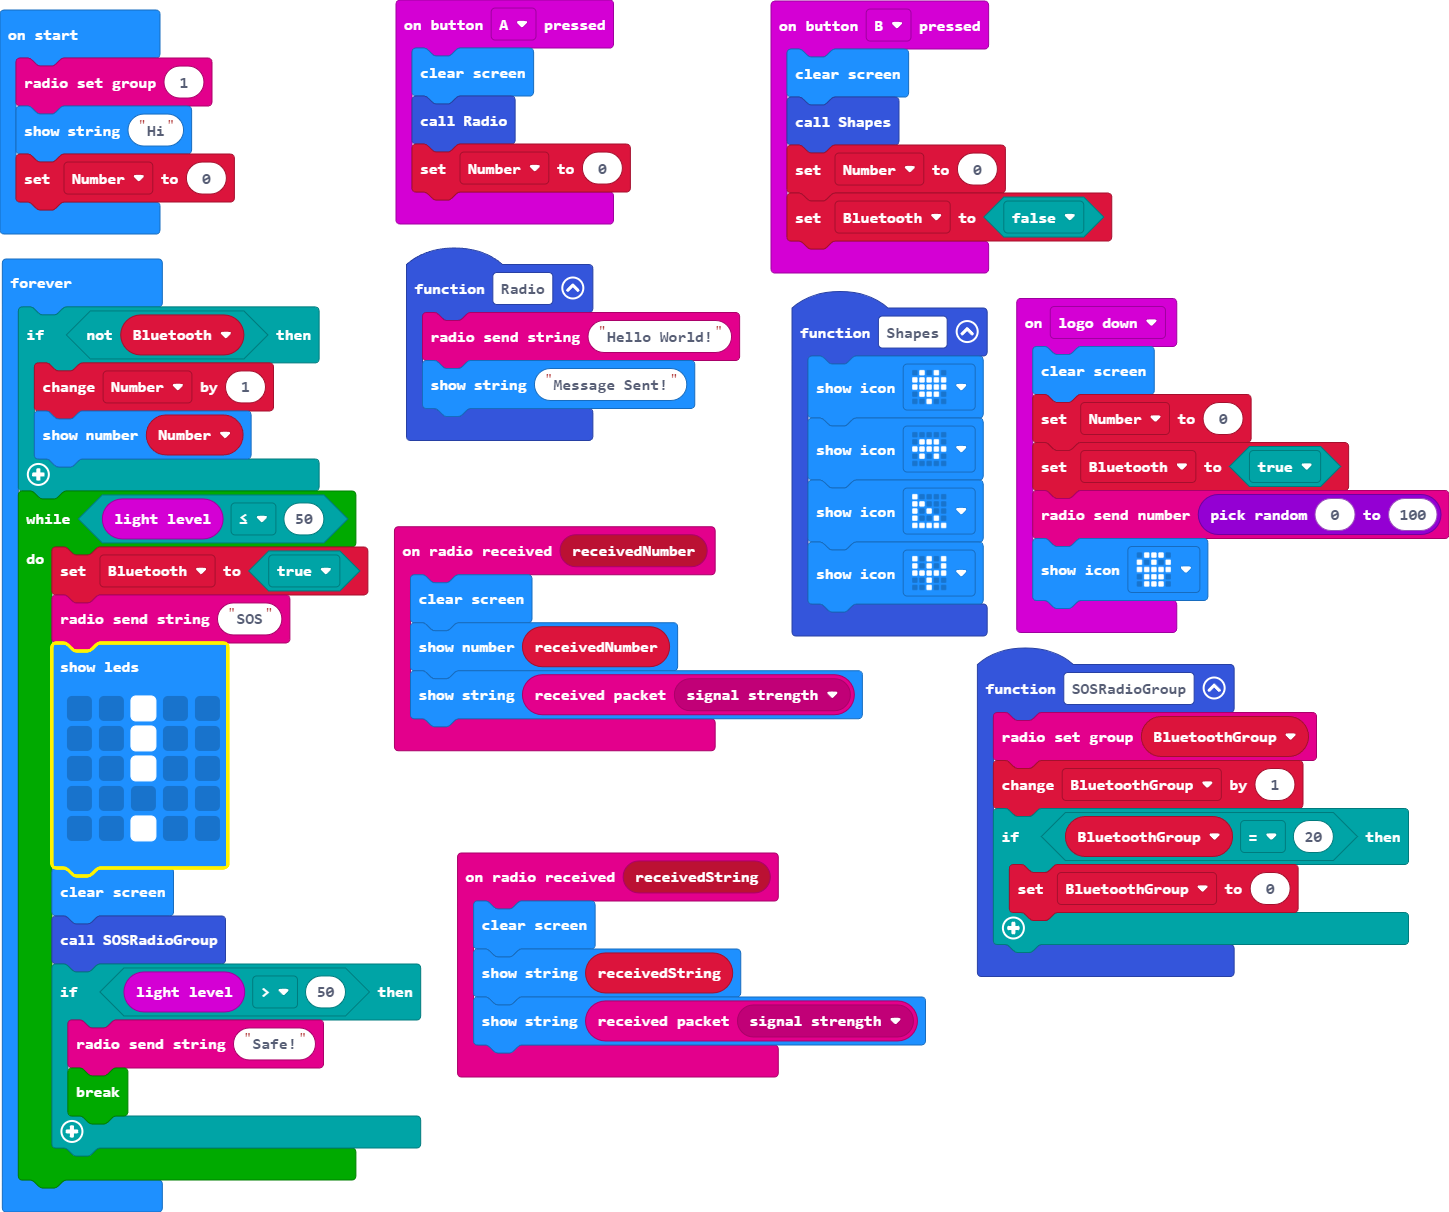 on start
radio set group 1
show string "Hi"
set Number to 0
on button A pressed
clear screen
call Radio
set Number to 0
on button B pressed
clear screen
call Shapes
set Number to 0
set Bluetooth to false
forever
if not Bluetooth then
change Number by 1
show number Number
while light level ≤ 50
do
set Bluetooth to true
radio send string "SOS"
show leds
clear screen
call SOSRadioGroup
if light level > 50 then
radio send string "Safe!"
break
function Radio
radio send string "Hello World!"
show string "Message Sent!"
on radio received receivedNumber
clear screen
show number receivedNumber
show string received packet signal strength
on radio received receivedString
clear screen
show string receivedString
show string received packet signal strength
function Shapes
show icon
show icon
show icon
show icon
on logo down
clear screen
set Number to 0
set Bluetooth to true
radio send number pick random 0 to 100
show icon
function SOSRadioGroup
radio set group BluetoothGroup
change BluetoothGroup by 1
if BluetoothGroup = 20 then
set BluetoothGroup to 0